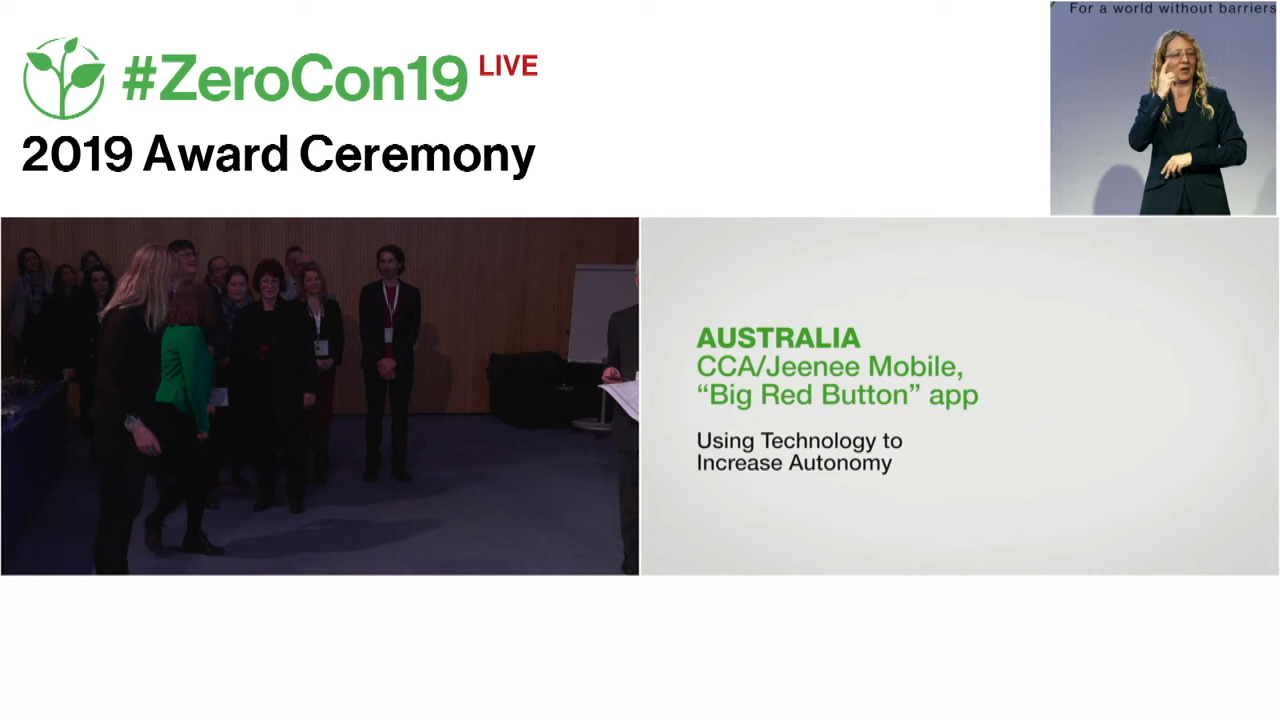 #ZeroCon19 LIVE
2019 Award Ceremony
For a world without barriers
AUSTRALIA
CCA/Jeenee Mobile,
“Big Red Button” app
Using Technology to
Increase Autonomy